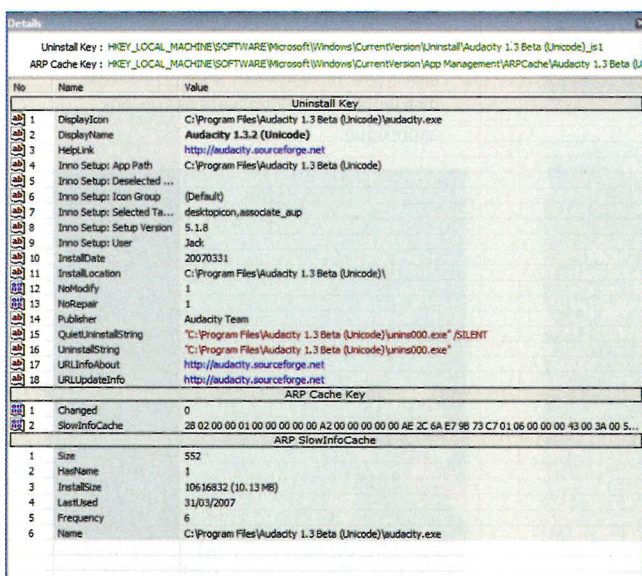 Details
Uninstall Key : HKEY_LOCAL_MACHINE\SOFTWARE\Microsoft\Windows\CurrentVersion\Uninstall\Audacity 1.3 Beta (Unicode)_is1
ARP Cache Key : HKEY_LOCAL_MACHINE\SOFTWARE\Microsoft\Windows\CurrentVersion\App Management\ARPCache\Audacity 1.3 Beta (U
No Name Value
Uninstall Key
1 DisplayIcon C:\Program Files\Audacity 1.3 Beta (Unicode)\audacity.exe
2 DisplayName Audacity 1.3.2 (Unicode)
3 HelpLink http://audacity.sourceforge.net
4 Inno Setup: App Path C:\Program Files\Audacity 1.3 Beta (Unicode)
5 Inno Setup: Deselected ...
6 Inno Setup: Icon Group (Default)
7 Inno Setup: Selected Ta... desktopicon,associate_aup
8 Inno Setup: Setup Version 5.1.8
9 Inno Setup: User Jack
10 InstallDate 20070331
11 InstallLocation C:\Program Files\Audacity 1.3 Beta (Unicode)\
12 NoModify 1
13 NoRepair 1
14 Publisher Audacity Team
15 QuietUninstallString "C:\Program Files\Audacity 1.3 Beta (Unicode)\unins000.exe" /SILENT
16 UninstallString "C:\Program Files\Audacity 1.3 Beta (Unicode)\unins000.exe"
17 URLInfoAbout http://audacity.sourceforge.net
18 URLUpdateInfo http://audacity.sourceforge.net
ARP Cache Key
1 Changed 0
2 SlowInfoCache 28 02 00 00 01 00 00 00 00 00 A2 00 00 00 00 00 AE 2C 6A E7 9B 73 C7 01 06 00 00 00 43 00 3A 00 5...
ARP SlowInfoCache
1 Size 552
2 HasName 1
3 InstallSize 10616832 (10.13 MB)
4 LastUsed 31/03/2007
5 Frequency 6
6 Name C:\Program Files\Audacity 1.3 Beta (Unicode)\audacity.exe